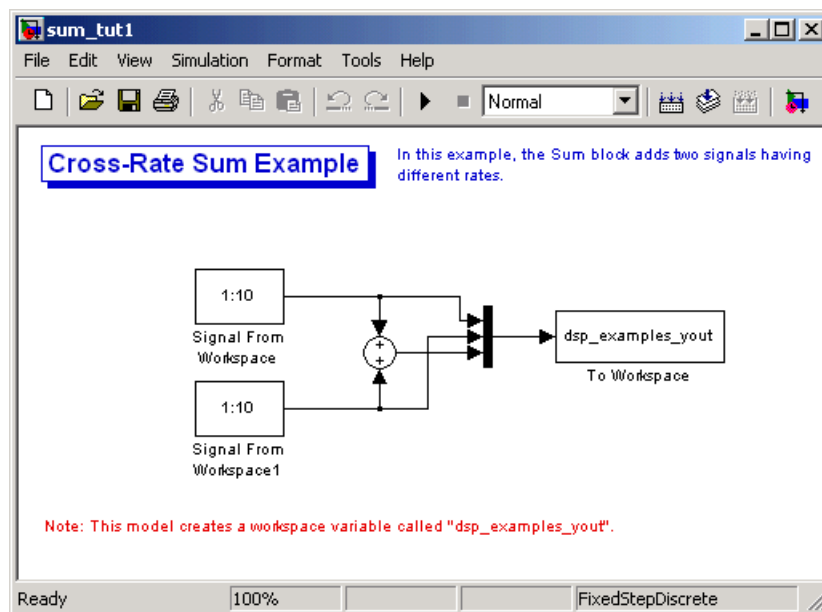 sum_tut1
File Edit View Simulation Format Tools Help
Normal
Cross-Rate Sum Example
In this example, the Sum block adds two signals having
different rates.
1:10
Signal From
Workspace
+
+
dsp_examples_yout
To Workspace
1:10
Signal From
Workspace1
Note: This model creates a workspace variable called "dsp_examples_yout".
Ready 100% FixedStepDiscrete